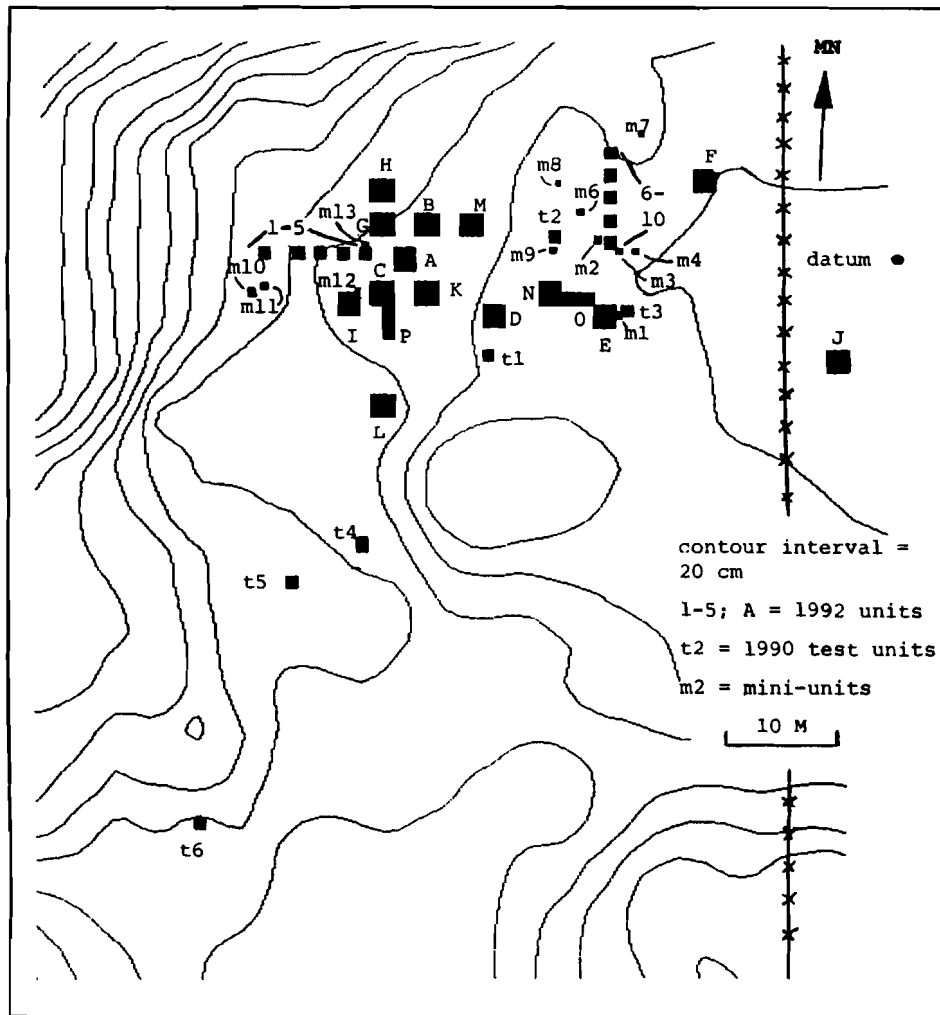 MN
m7
F
H
m8
6-
10
m6
B
M
m13
G
1-5
t2
A
m9
m2
m4
m3
datum
m10
m11
m12
C
K
N
I
P
D
O
E
t3
m1
J
t1
L
t4
t5
contour interval =
20 cm
1-5; A = 1992 units
t2 = 1990 test units
m2 = mini-units
10 M
t6